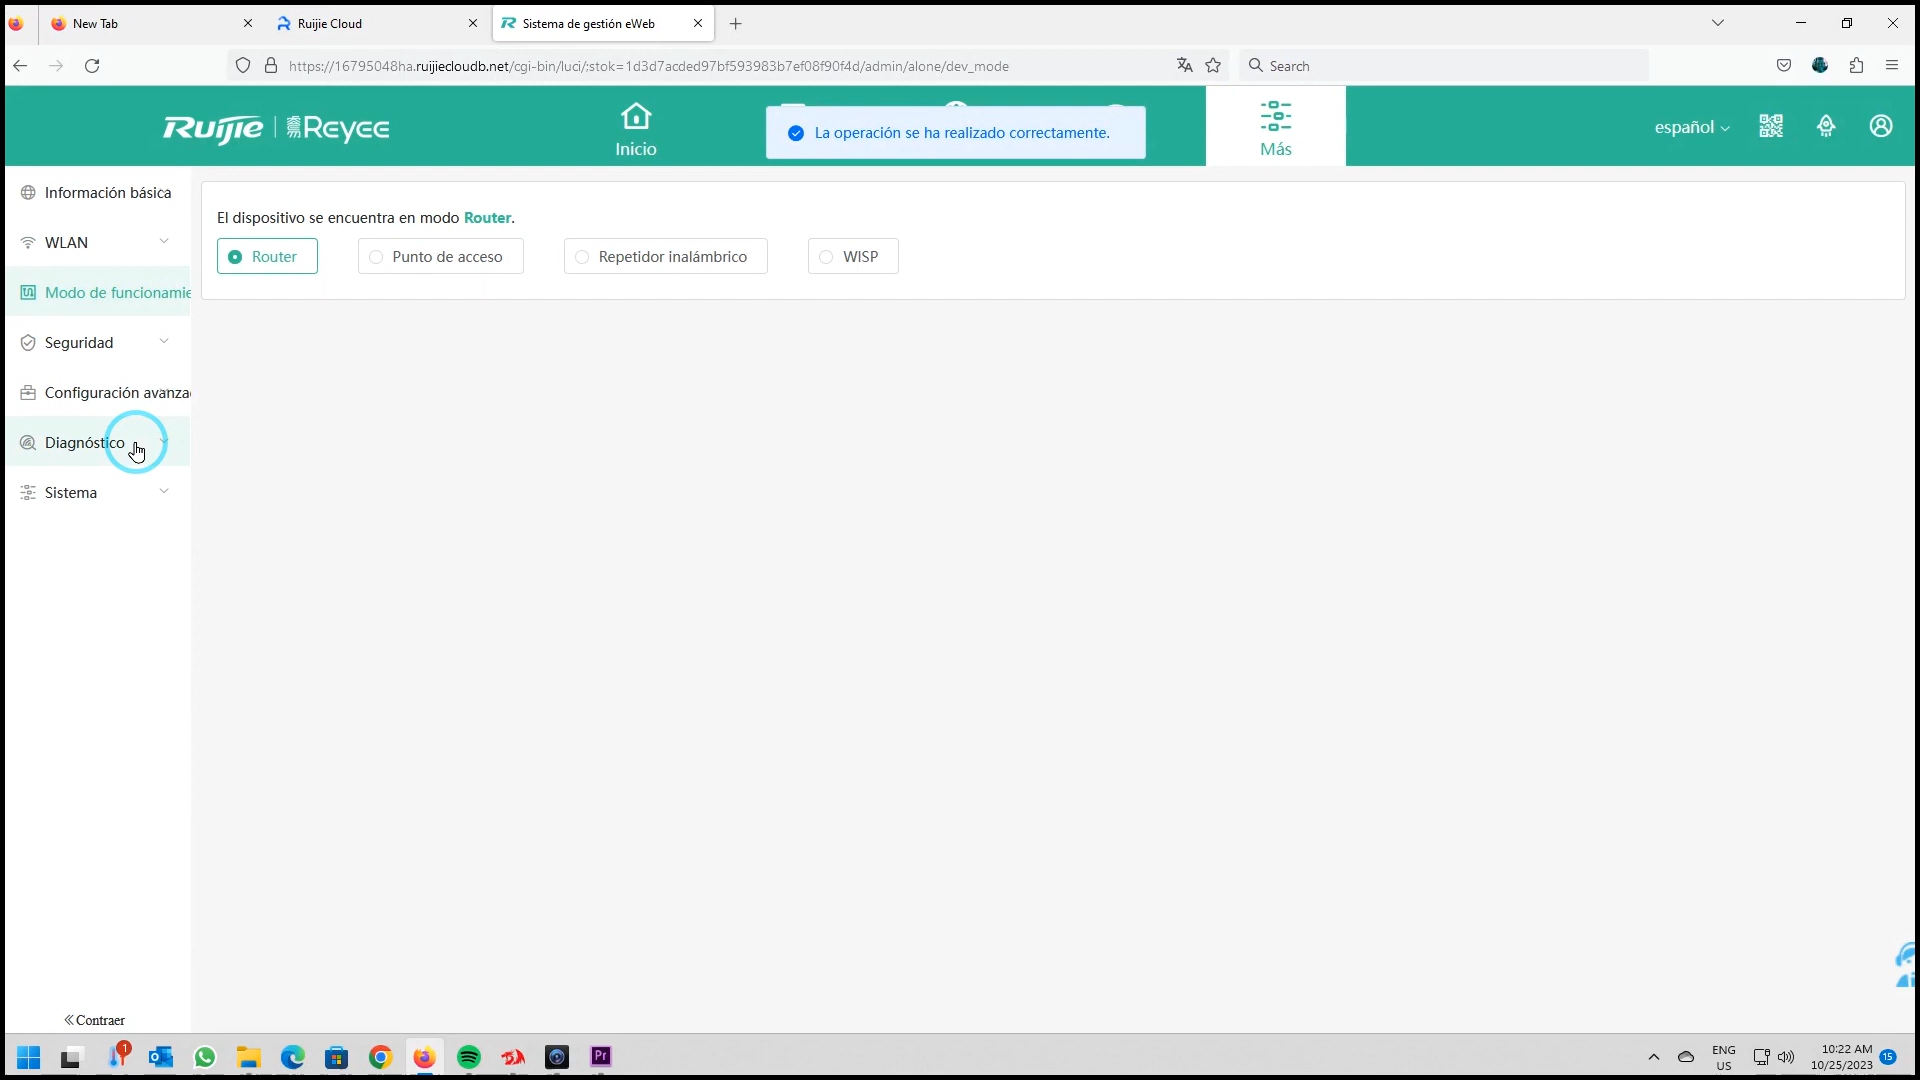 New Tab
Ruijie Cloud
Sistema de gestión eWeb
https://16795048ha.ruijiecloudb.net/cgi-bin/luci/;stok=1d3d7acded97bf593983b7ef08f90f4d/admin/alone/dev_mode
Search
Ruijie | Reyee
Inicio
La operación se ha realizado correctamente.
Más
español
Información básica
WLAN
Modo de funcionamie
Seguridad
Configuración avanza
Diagnóstico
Sistema
El dispositivo se encuentra en modo Router.
Router
Punto de acceso
Repetidor inalámbrico
WISP
Contraer
1
Pr
ENG
US
10:22 AM
10/25/2023
15